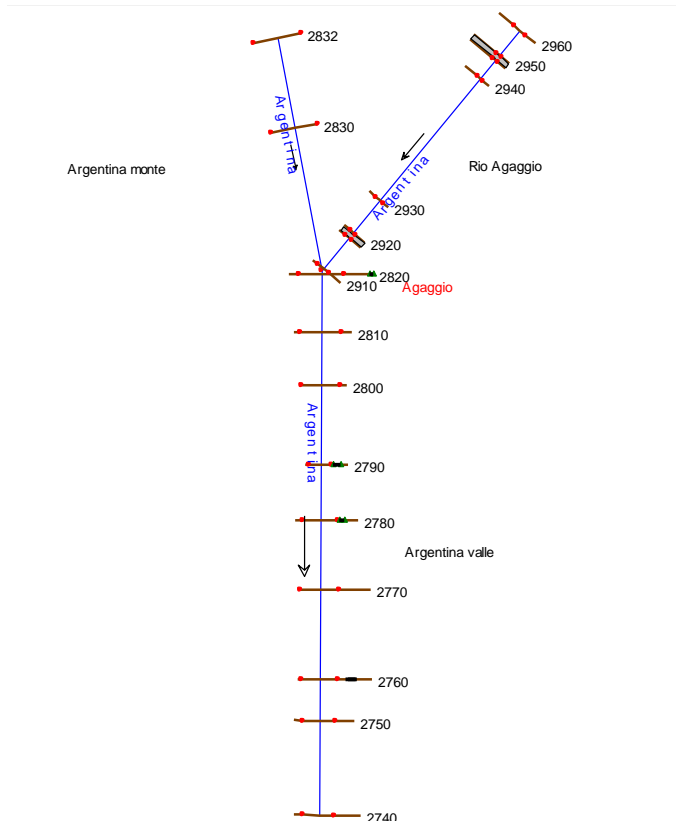 2832
2960
2950
2940
Argentina
2830
Argentina monte
Rio Agaggio
Argentina
2930
2920
2820
2910
Agaggio
2810
2800
Argentina
2790
2780
Argentina valle
2770
2760
2750
2740